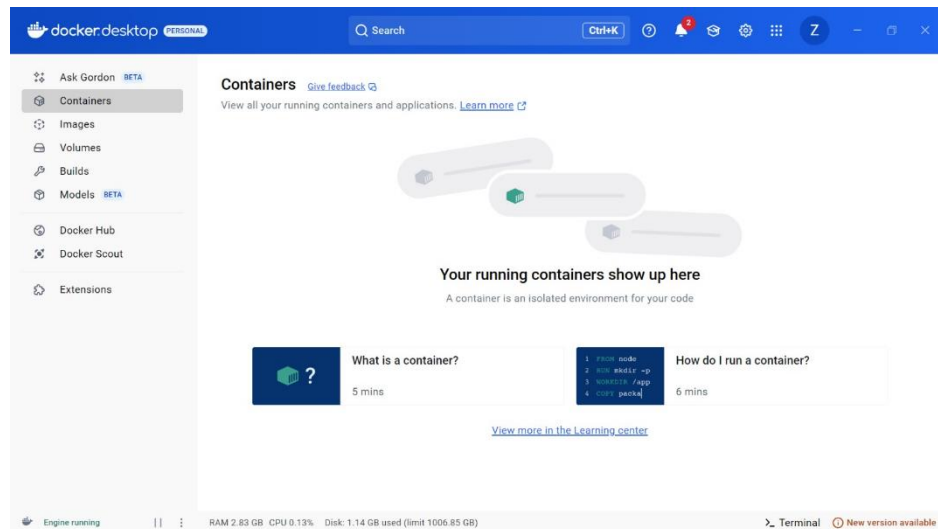 docker.desktop PERSONAL
Search
Ctrl+K
2
Z
Ask Gordon BETA
Containers
Images
Volumes
Builds
Models BETA
Docker Hub
Docker Scout
Extensions
Containers Give feedback
View all your running containers and applications. Learn more
Your running containers show up here
A container is an isolated environment for your code
?
What is a container?
5 mins
1 FROM node
2 RUN mkdir -p
3 WORKDIR /app
4 COPY packa
How do I run a container?
6 mins
View more in the Learning center
Engine running
RAM 2.83 GB CPU 0.13% Disk: 1.14 GB used (limit 1006.85 GB)
>_ Terminal
New version available